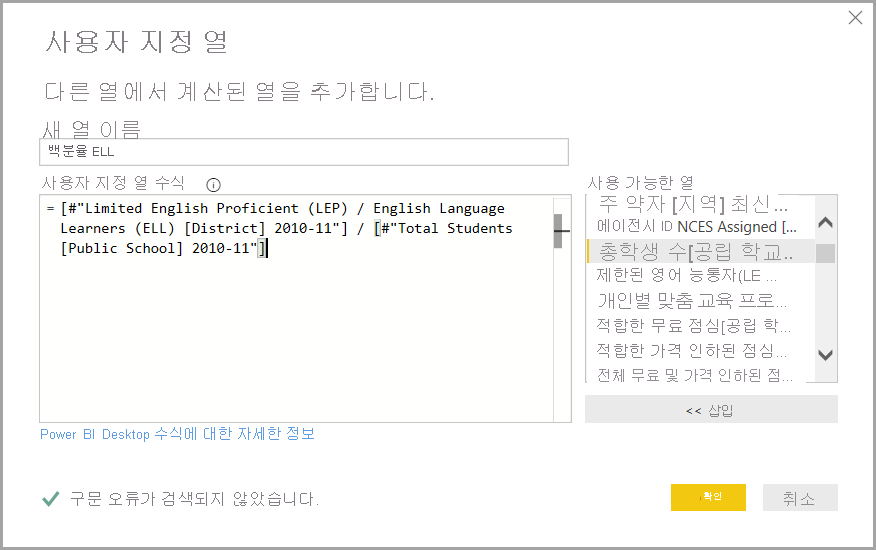 사용자 지정 열
다른 열에서 계산된 열을 추가합니다.
새 열 이름
백분율 ELL
사용자 지정 열 수식
사용 가능한 열
= [#"Limited English Proficient (LEP) / English Language
Learners (ELL) [District] 2010-11"] / [#"Total Students
[Public School] 2010-11"]
주 약자 [지역] 최신 ...
에이전시 ID NCES Assigned [...
총학생 수[공립 학교..
제한된 영어 능통자(LE ...
개인별 맞춤 교육 프로...
적합한 무료 점심[공립 학...
적합한 가격 인하된 점심...
전체 무료 및 가격 인하된 점...
<< 삽입
Power BI Desktop 수식에 대한 자세한 정보
구문 오류가 검색되지 않았습니다.
확인
취소